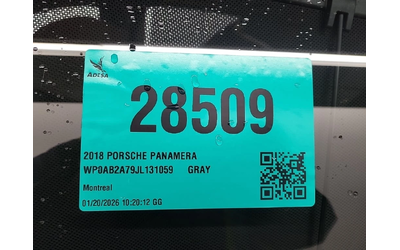 ADESA
28509
2018 PORSCHE PANAMERA
WP0AB2A79JL131059 GRAY
Montreal
01/20/2026 10:20:12 GG